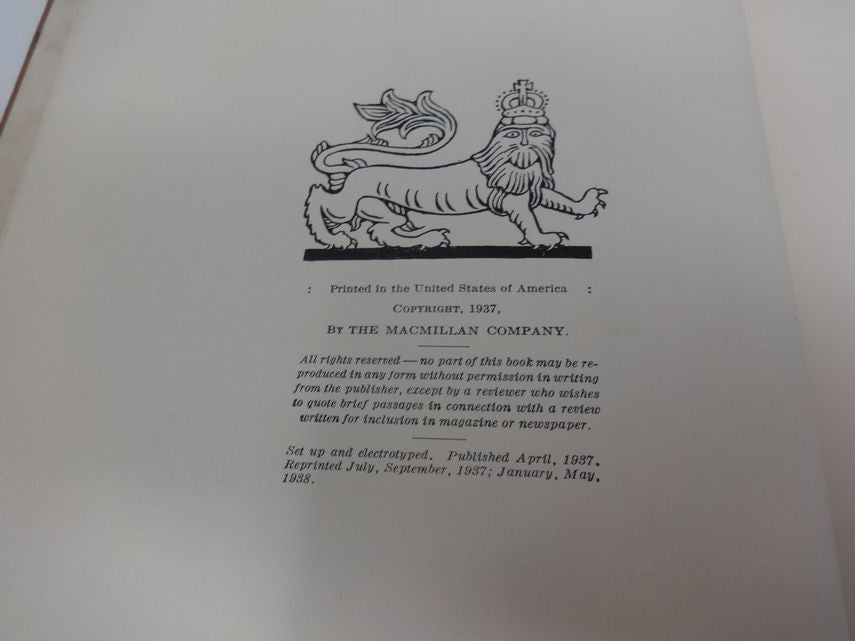 : Printed in the United States of America :
COPYRIGHT, 1937,
BY THE MACMILLAN COMPANY.
All rights reserved — no part of this book may be re-
produced in any form without permission in writing
from the publisher, except by a reviewer who wishes
to quote brief passages in connection with a review
written for inclusion in magazine or newspaper.
Set up and electrotyped. Published April, 1937.
Reprinted July, September, 1937; January, May,
1938.